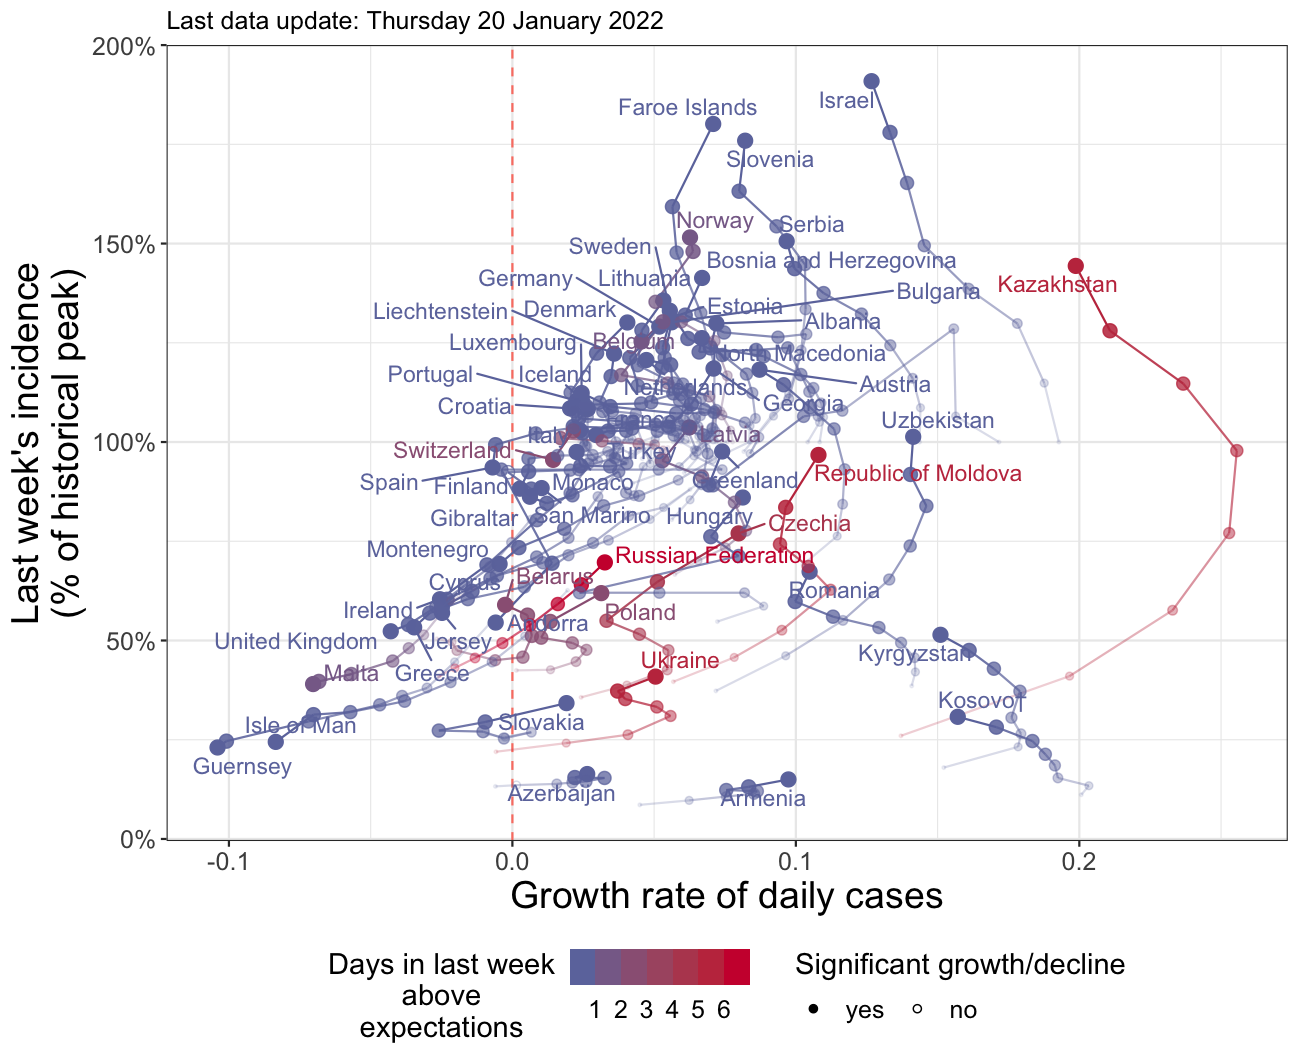 Last data update: Thursday 20 January 2022
Last week's incidence
(% of historical peak)
200%
150%
100%
50%
0%
Israel
Faroe Islands
Slovenia
Norway
Serbia
Sweden
Bosnia and Herzegovina
Germany
Lithuania
Kazakhstan
Bulgaria
Liechtenstein
Denmark
Estonia
Albania
Luxembourg
Belgium
North Macedonia
Portugal
Iceland
Netherlands
Austria
Croatia
Georgia
France
Uzbekistan
Italy
Latvia
Switzerland
Turkey
Republic of Moldova
Spain
Finland
Monaco
Greenland
Gibraltar
San Marino
Hungary
Czechia
Montenegro
Russian Federation
Cyprus
Belarus
Romania
Ireland
Poland
United Kingdom
Jersey
Andorra
Kyrgyzstan
Malta
Greece
Ukraine
Kosovo†
Isle of Man
Slovakia
Guernsey
Azerbaijan
Armenia
-0.1
0.0
0.1
0.2
Growth rate of daily cases
Days in last week
above
expectations
1 2 3 4 5 6
Significant growth/decline
yes
no